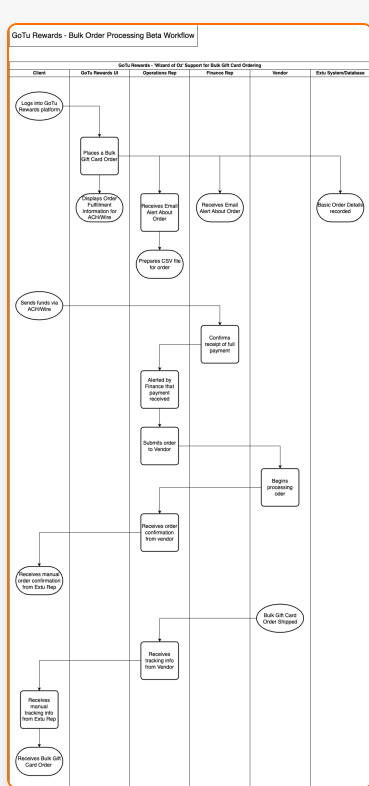 GoTu Rewards - Bulk Order Processing Beta Workflow
GoTu Rewards - 'Wizard of Oz' Support for Bulk Gift Card Ordering
Client
GoTu Rewards UI
Operations Rep
Finance Rep
Vendor
Extu System/Database
Logs into GoTu
Rewards platform
Places a Bulk
Gift Card Order
Displays Order
Fulfillment
Information for
ACH/Wire
Receives Email
Alert About
Order
Receives Email
Alert About Order
Basic Order Details
recorded
Prepares CSV file
for order
Sends funds via
ACH/Wire
Confirms
receipt of full
payment
Alerted by
Finance that
payment
received
Submits order
to Vendor
Begins
processing
oder
Receives order
confirmation
from vendor
Receives manual
order confirmation
from Extu Rep
Bulk Gift Card
Order Shipped
Receives
tracking info
from Vendor
Receives
manual
tracking info
from Extu Rep
Receives Bulk Gift
Card Order